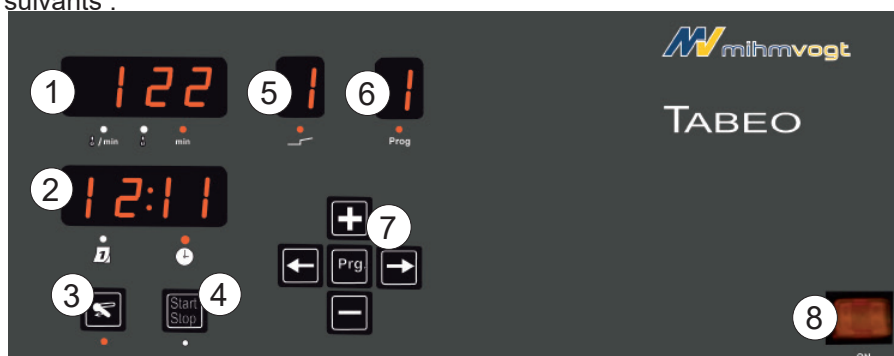 suivants :
mihmvogt
1
122
5
1
6
1
/min
min
Prog
TABEO
2
12:11
7
3
4
Start
Stop
Prg.
8
ON